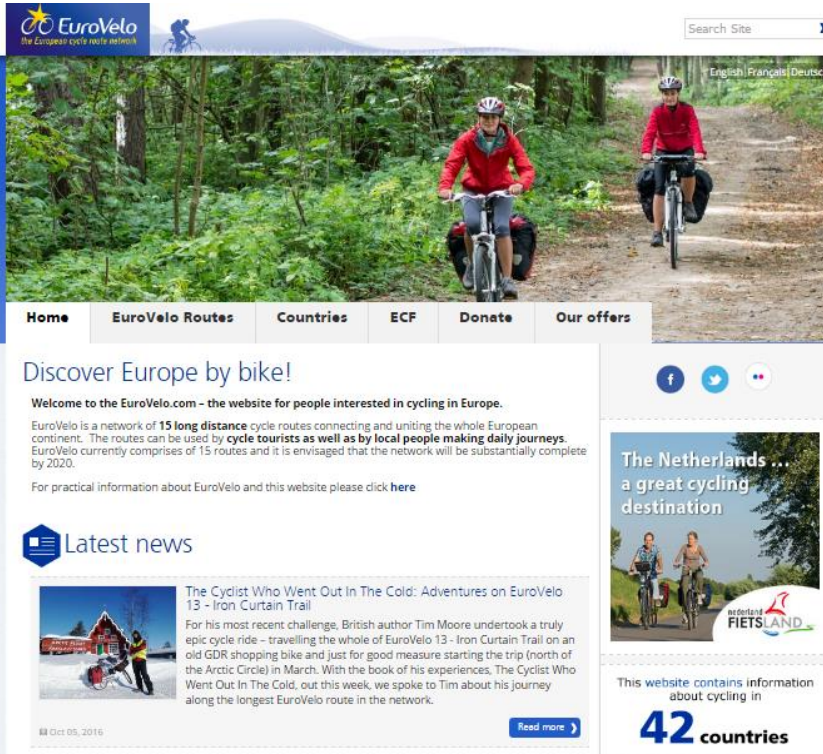 EuroVelo
the European cycle route network
Search Site
English Français Deutsc
Home EuroVelo Routes Countries ECF Donate Our offers
Discover Europe by bike!
Welcome to the EuroVelo.com – the website for people interested in cycling in Europe.
EuroVelo is a network of 15 long distance cycle routes connecting and uniting the whole European
continent. The routes can be used by cycle tourists as well as by local people making daily journeys.
EuroVelo currently comprises of 15 routes and it is envisaged that the network will be substantially complete
by 2020.
For practical information about EuroVelo and this website please click here
Latest news
The Cyclist Who Went Out In The Cold: Adventures on EuroVelo
13 - Iron Curtain Trail
For his most recent challenge, British author Tim Moore undertook a truly
epic cycle ride – travelling the whole of EuroVelo 13 - Iron Curtain Trail on an
old GDR shopping bike and just for good measure starting the trip (north of
the Arctic Circle) in March. With the book of his experiences, The Cyclist Who
Went Out In The Cold, out this week, we spoke to Tim about his journey
along the longest EuroVelo route in the network.
Oct 05, 2016
Read more
The Netherlands ...
a great cycling
destination
nederland
FIETSLAND
This website contains information
about cycling in
42 countries